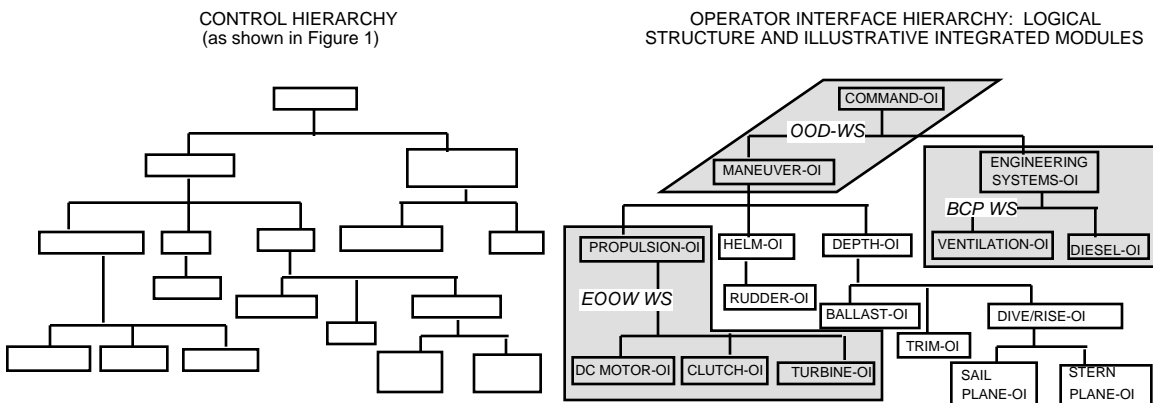 CONTROL HIERARCHY
(as shown in Figure 1)
OPERATOR INTERFACE HIERARCHY: LOGICAL
STRUCTURE AND ILLUSTRATIVE INTEGRATED MODULES
COMMAND-OI
OOD-WS
MANEUVER-OI
ENGINEERING
SYSTEMS-OI
BCP WS
VENTILATION-OI
DIESEL-OI
PROPULSION-OI
HELM-OI
DEPTH-OI
EOOW WS
RUDDER-OI
BALLAST-OI
DIVE/RISE-OI
TRIM-OI
DC MOTOR-OI
CLUTCH-OI
TURBINE-OI
SAIL
PLANE-OI
STERN
PLANE-OI